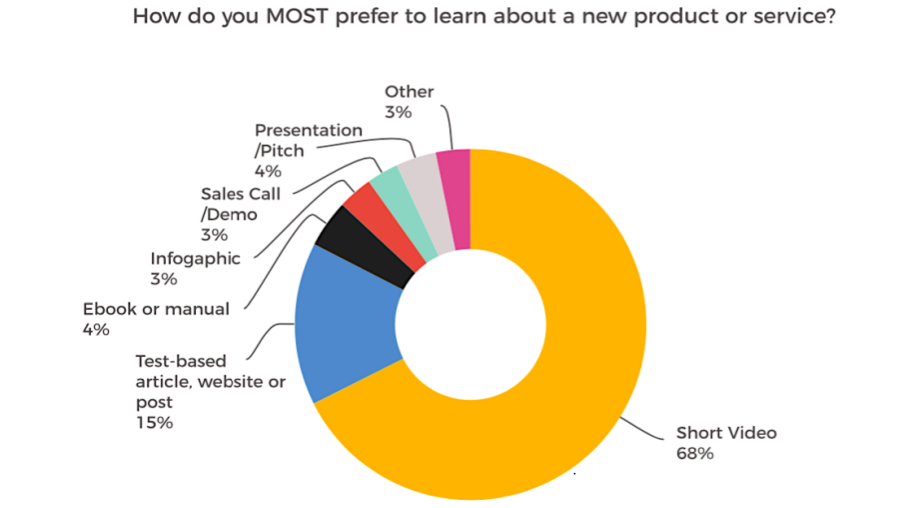 How do you MOST prefer to learn about a new product or service?
Other
3%
Presentation
/Pitch
4%
Sales Call
/Demo
3%
Infogaphic
3%
Ebook or manual
4%
Test-based
article, website or
post
15%
Short Video
68%